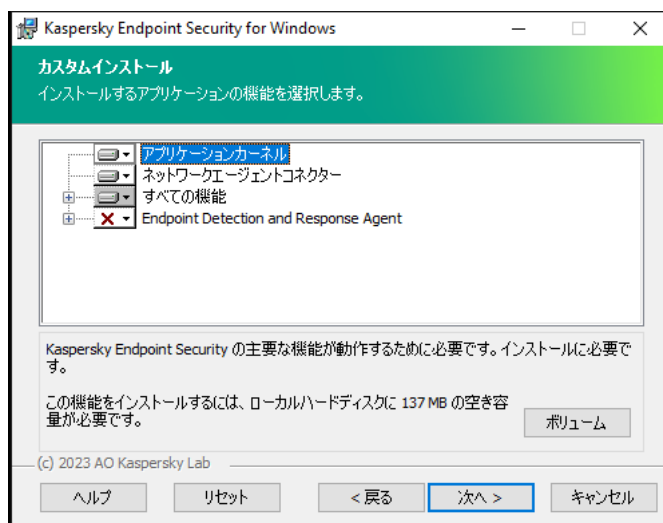 Kaspersky Endpoint Security for Windows
カスタムインストール
インストールするアプリケーションの機能を選択します。
アプリケーションカーネル
ネットワークエージェントコネクター
すべての機能
Endpoint Detection and Response Agent
Kaspersky Endpoint Security の主要な機能が動作するために必要です。インストールに必要で
す。
この機能をインストールするには、ローカルハードディスクに 137 MB の空き容
量が必要です。
ボリューム
(c) 2023 AO Kaspersky Lab
ヘルプ
リセット
< 戻る
次へ >
キャンセル